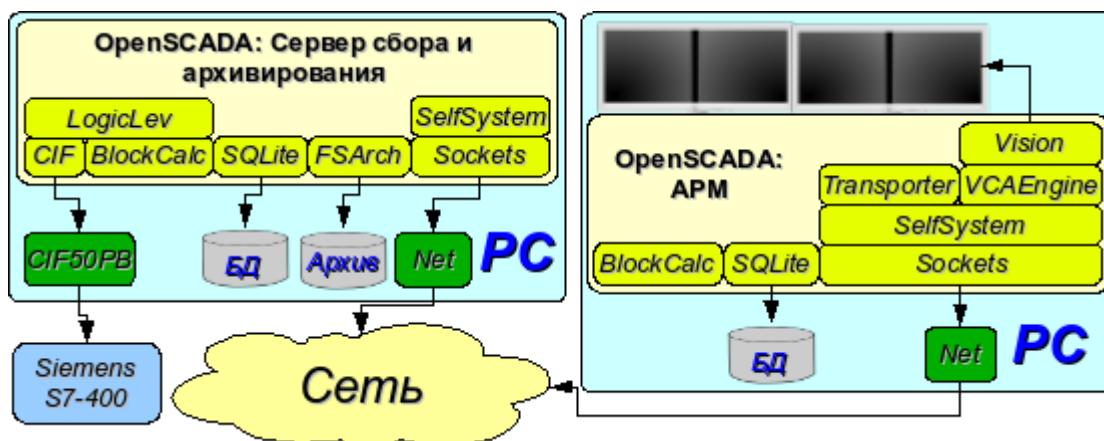 OpenSCADA: Сервер сбора и
архивирования
LogicLev
SelfSystem
CIF
BlockCalc
SQLite
FSArch
Sockets
CIF50PB
БД
Архив
Net
PC
Siemens
S7-400
Сеть
OpenSCADA:
АРМ
Vision
Transporter
VCAEngine
SelfSystem
BlockCalc
SQLite
Sockets
БД
Net
PC